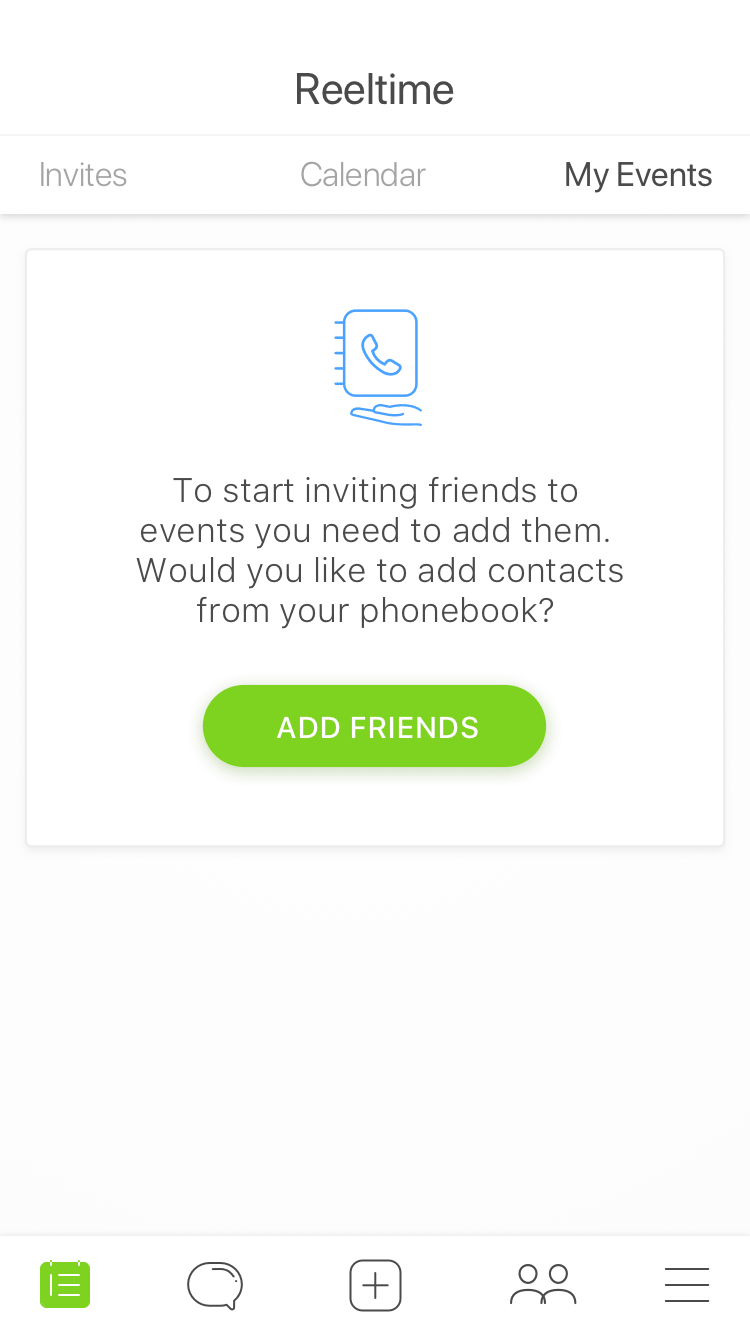 Reeltime
Invites Calendar My Events
To start inviting friends to
events you need to add them.
Would you like to add contacts
from your phonebook?
ADD FRIENDS